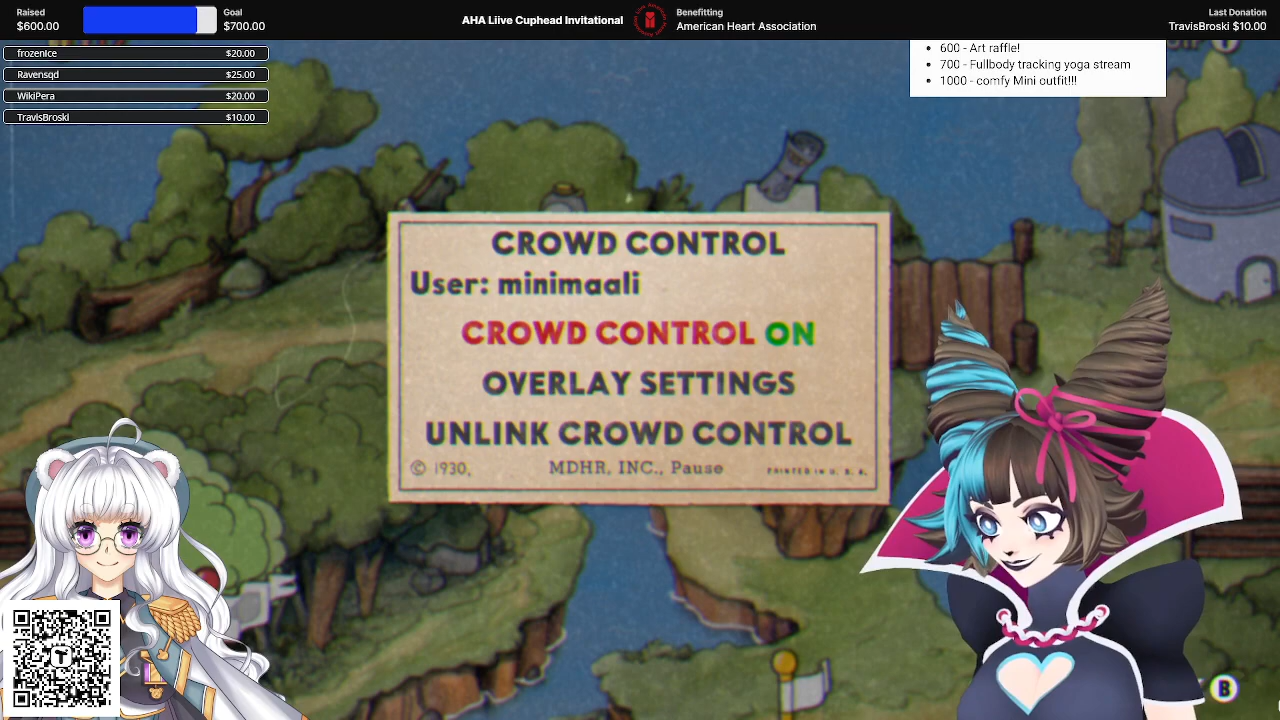 Raised
$600.00
Goal
$700.00
AHA Liive Cuphead Invitational
Benefitting
American Heart Association
Last Donation
TravisBroski $10.00
frozenIce $20.00
Ravensqd $25.00
WikiPera $20.00
TravisBroski $10.00
600 - Art raffle!
700 - Fullbody tracking yoga stream
1000 - comfy Mini outfit!!!
CROWD CONTROL
User: minimaali
CROWD CONTROL ON
OVERLAY SETTINGS
UNLINK CROWD CONTROL
© 1930, MDHR, INC., Pause PRINTED IN U. S. A.
T
B